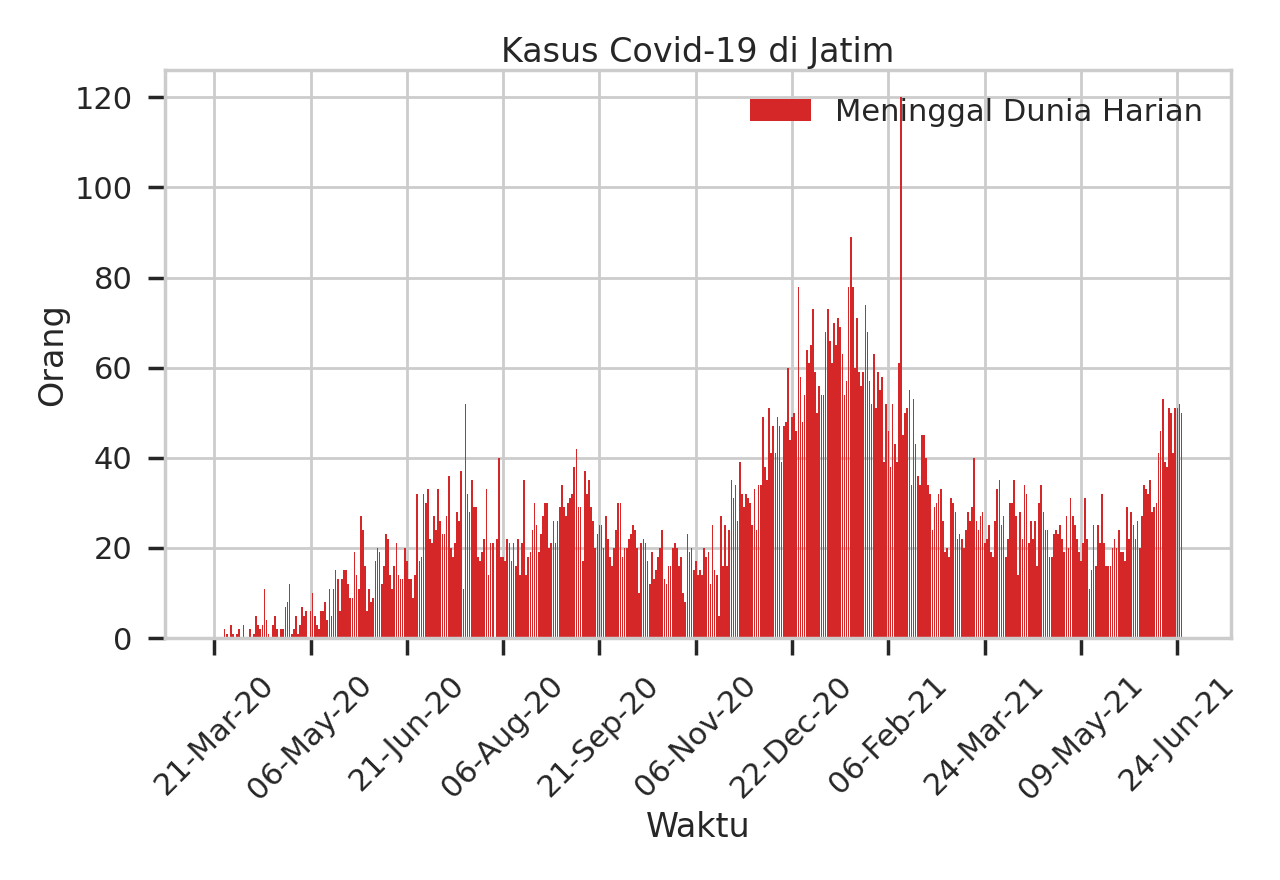 Kasus Covid-19 di Jatim
Meninggal Dunia Harian
120
100
80
60
40
20
0
Orang
21-Mar-20
06-May-20
21-Jun-20
06-Aug-20
21-Sep-20
06-Nov-20
22-Dec-20
06-Feb-21
24-Mar-21
09-May-21
24-Jun-21
Waktu